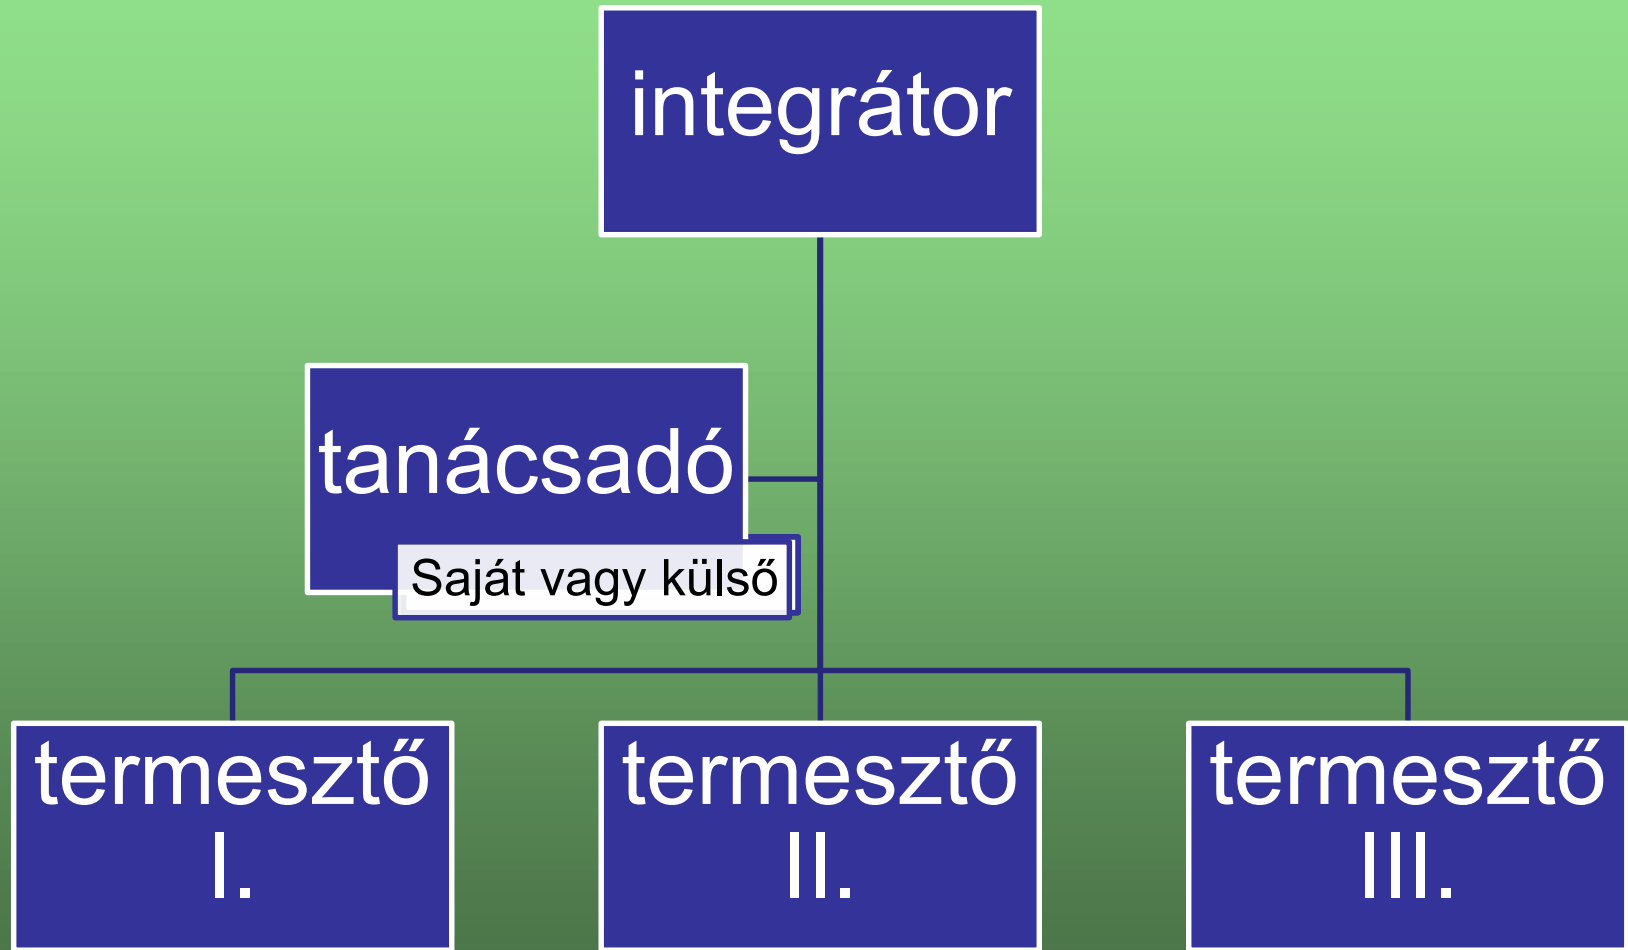 integrátor
tanácsadó
Saját vagy külső
termesztő
I.
termesztő
II.
termesztő
III.